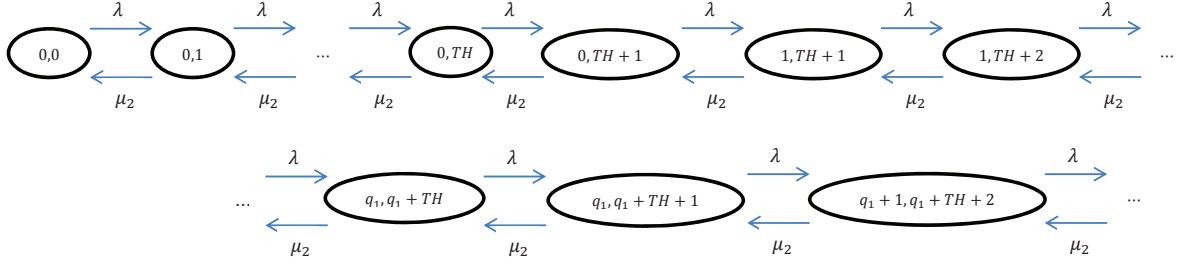 λ λ λ λ λ λ λ
0,0 0,1 ... 0, TH 0, TH + 1 1, TH + 1 1, TH + 2 ...
μ₂ μ₂ μ₂ μ₂ μ₂ μ₂ μ₂
λ λ λ λ
... q₁, q₁ + TH q₁, q₁ + TH + 1 q₁ + 1, q₁ + TH + 2 ...
μ₂ μ₂ μ₂ μ₂